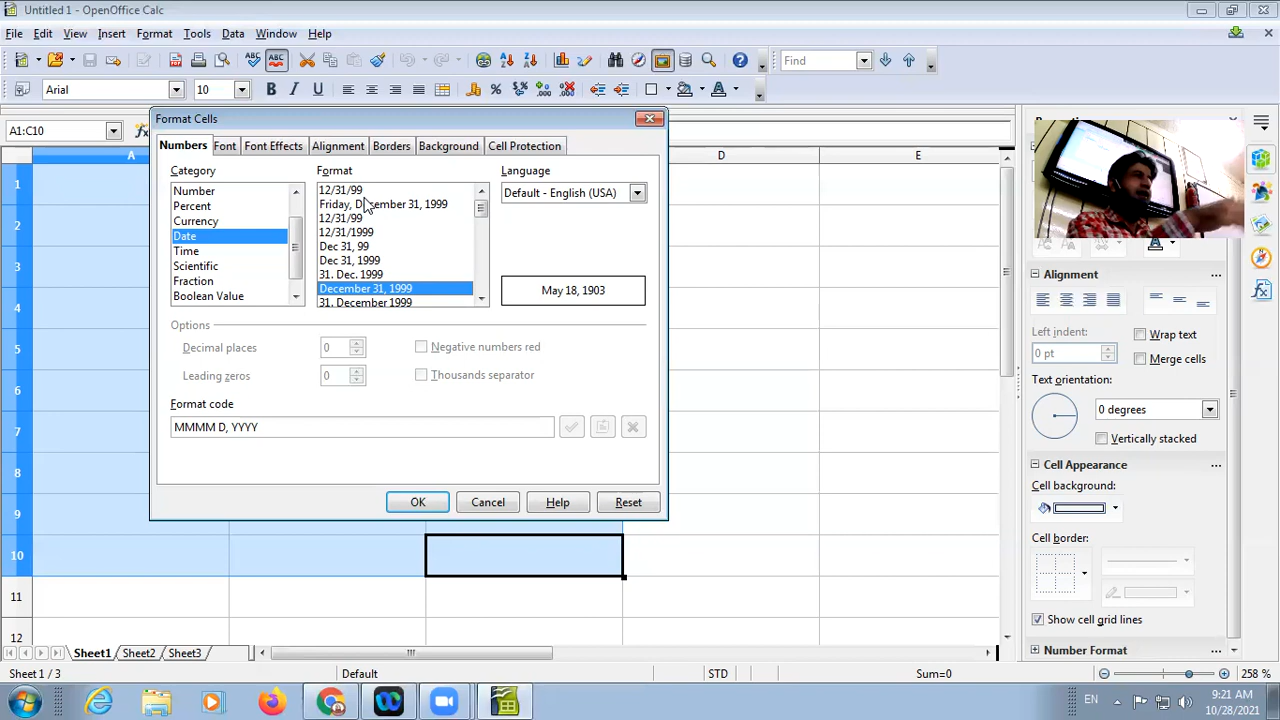 Untitled 1 - OpenOffice Calc
File Edit View Insert Format Tools Data Window Help
Find
Arial 10
A1:C10
Format Cells
Numbers Font Font Effects Alignment Borders Background Cell Protection
Category Format Language
Number
Percent
Currency
Date
Time
Scientific
Fraction
Boolean Value
12/31/99
Friday, December 31, 1999
12/31/99
12/31/1999
Dec 31, 99
Dec 31, 1999
31. Dec. 1999
December 31, 1999
31. December 1999
Default - English (USA)
May 18, 1903
Options
Decimal places 0 Negative numbers red
Leading zeros 0 Thousands separator
Format code
MMMM D, YYYY
OK Cancel Help Reset
A D E
1
2
3
4
5
6
7
8
9
10
11
12
Alignment
Left indent: Wrap text
0 pt Merge cells
Text orientation:
0 degrees
Vertically stacked
Cell Appearance
Cell background:
Cell border:
Show cell grid lines
Number Format
Sheet1 Sheet2 Sheet3
Sheet 1 / 3 Default STD Sum=0 258 %
EN 9:21 AM
10/28/2021